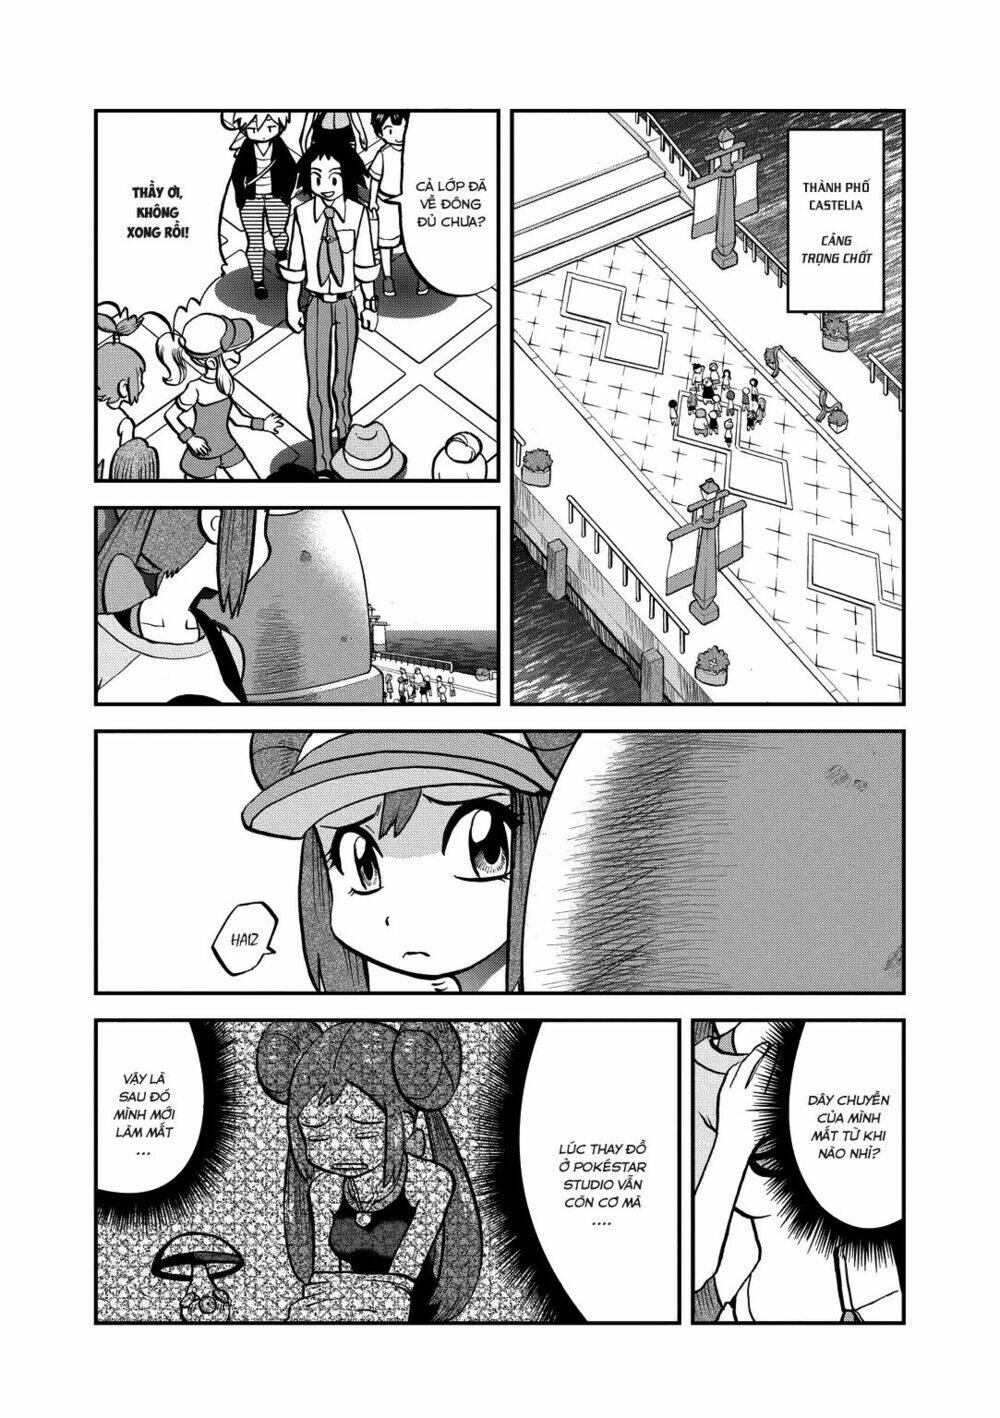 THÀNH PHỐ
CASTELIA
CẢNG
TRỌNG CHỐT
CẢ LỚP ĐÃ
VỀ ĐÔNG
ĐỦ CHƯA?
THẦY ƠI,
KHÔNG
XONG RỒI!
HAIZ
DÂY CHUYỀN
CỦA MÌNH
MẤT TỪ KHI
NÀO NHỈ?
LÚC THAY ĐỒ
Ở POKÉSTAR
STUDIO VẪN
CÒN CƠ MÀ
....
VẬY LÀ
SAU ĐÓ
MÌNH MỚI
LÀM MẤT
...